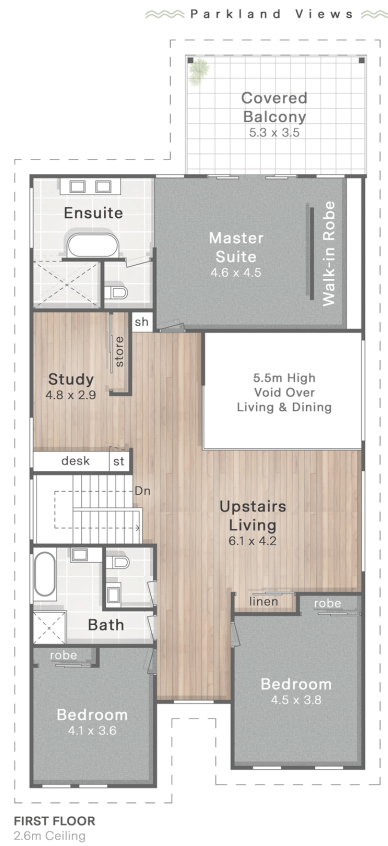 Parkland Views
Covered
Balcony
5.3 x 3.5
Ensuite
Master
Suite
4.6 x 4.5
Walk-in Robe
sh
store
Study
4.8 x 2.9
5.5m High
Void Over
Living & Dining
desk
st
Dn
Upstairs
Living
6.1 x 4.2
linen
robe
Bath
robe
Bedroom
4.5 x 3.8
Bedroom
4.1 x 3.6
FIRST FLOOR
2.6m Ceiling